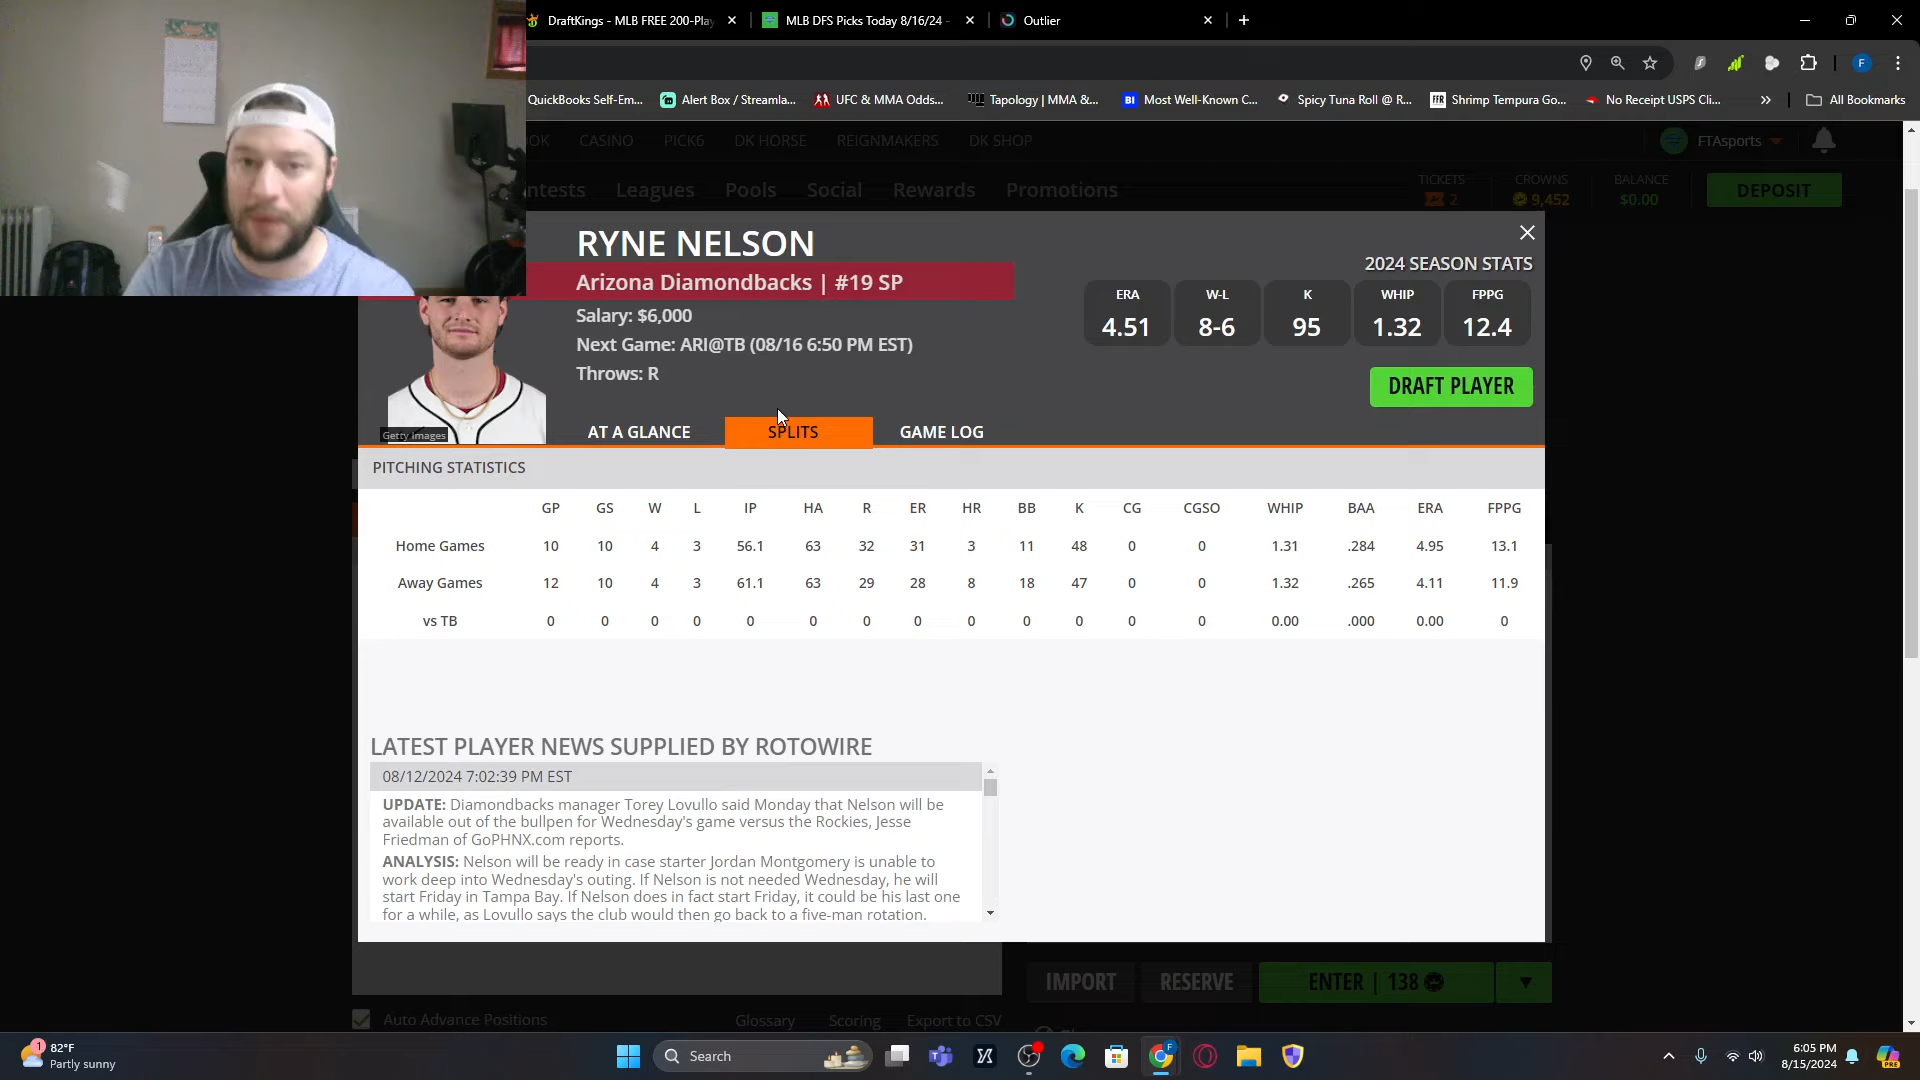 DraftKings - MLB FREE 200-Play
MLB DFS Picks Today 8/16/24 -
Outlier
QuickBooks Self-Em...
Alert Box / Streamla...
UFC & MMA Odds...
Tapology | MMA &...
BI Most Well-Known C...
Spicy Tuna Roll @ R...
FFR Shrimp Tempura Go...
No Receipt USPS Cli...
»
All Bookmarks
OK CASINO PICK6 DK HORSE REIGNMAKERS DK SHOP
FTAsports
ntests Leagues Pools Social Rewards Promotions
TICKETS CROWNS BALANCE
2 9,452 $0.00
DEPOSIT
RYNE NELSON
Arizona Diamondbacks | #19 SP
Salary: $6,000
Next Game: ARI@TB (08/16 6:50 PM EST)
Throws: R
2024 SEASON STATS
ERA W-L K WHIP FPPG
4.51 8-6 95 1.32 12.4
DRAFT PLAYER
Getty Images
AT A GLANCE SPLITS GAME LOG
PITCHING STATISTICS
GP GS W L IP HA R ER HR BB K CG CGSO WHIP BAA ERA FPPG
Home Games 10 10 4 3 56.1 63 32 31 3 11 48 0 0 1.31 .284 4.95 13.1
Away Games 12 10 4 3 61.1 63 29 28 8 18 47 0 0 1.32 .265 4.11 11.9
vs TB 0 0 0 0 0 0 0 0 0 0 0 0 0 0.00 .000 0.00 0
LATEST PLAYER NEWS SUPPLIED BY ROTOWIRE
08/12/2024 7:02:39 PM EST
UPDATE: Diamondbacks manager Torey Lovullo said Monday that Nelson will be
available out of the bullpen for Wednesday's game versus the Rockies, Jesse
Friedman of GoPHNX.com reports.
ANALYSIS: Nelson will be ready in case starter Jordan Montgomery is unable to
work deep into Wednesday's outing. If Nelson is not needed Wednesday, he will
start Friday in Tampa Bay. If Nelson does in fact start Friday, it could be his last one
for a while, as Lovullo says the club would then go back to a five-man rotation.
IMPORT RESERVE ENTER | 138
Auto Advance Positions
Glossary Scoring Export to CSV
1
82°F
Partly sunny
Search
F
6:05 PM
8/15/2024
PRE